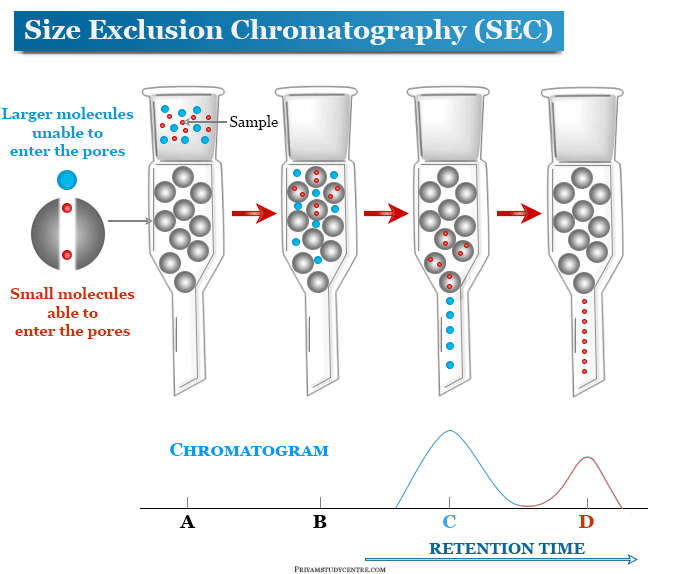 Size Exclusion Chromatography (SEC)
Larger molecules
unable to
enter the pores
Sample
Small molecules
able to
enter the pores
CHROMATOGRAM
A B C D
RETENTION TIME
PRIYAMSTUDYCENTRE.COM